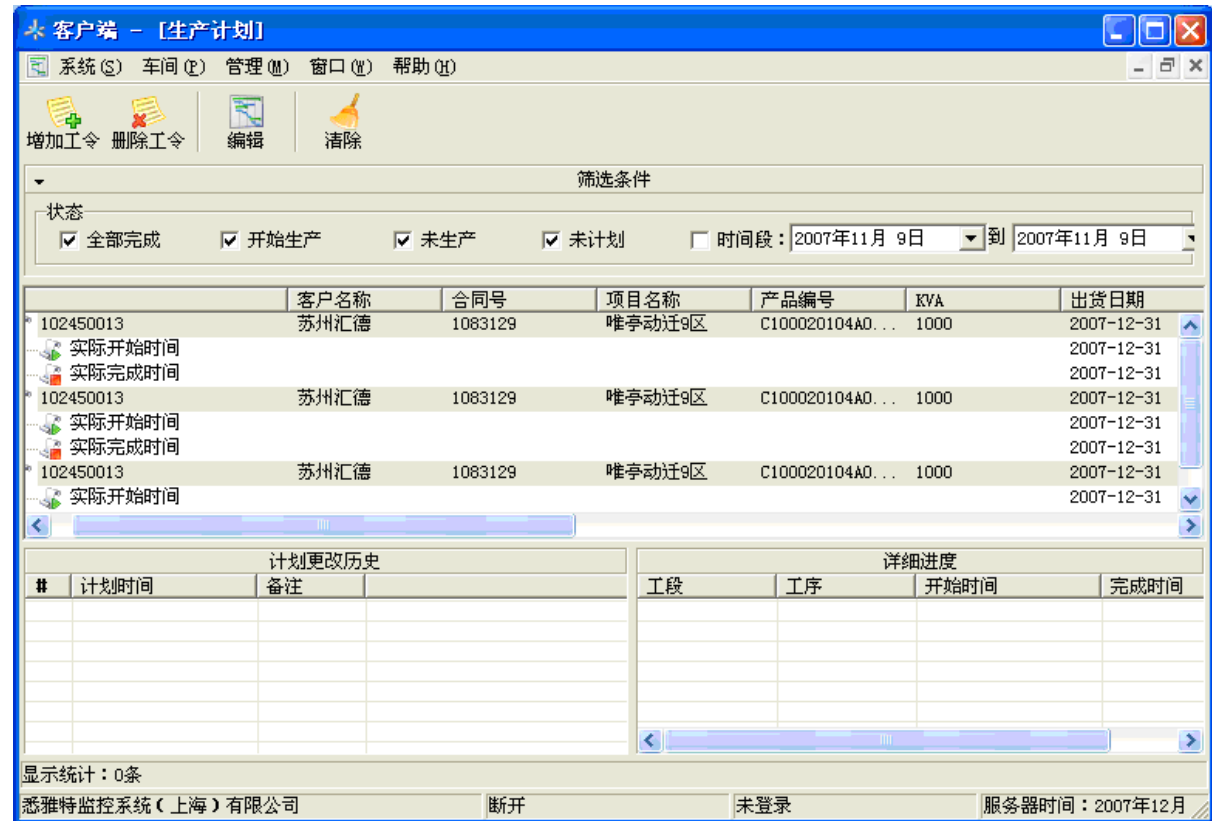 客户端 - [生产计划]
系统(S) 车间(P) 管理(M) 窗口(W) 帮助(H)
增加工令 删除工令 编辑 清除
筛选条件
状态
全部完成 开始生产 未生产 未计划 时间段：2007年11月 9日 到 2007年11月 9日
客户名称 合同号 项目名称 产品编号 KVA 出货日期
102450013 苏州汇德 1083129 唯亭动迁9区 C100020104A0... 1000 2007-12-31
实际开始时间 2007-12-31
实际完成时间 2007-12-31
102450013 苏州汇德 1083129 唯亭动迁9区 C100020104A0... 1000 2007-12-31
实际开始时间 2007-12-31
实际完成时间 2007-12-31
102450013 苏州汇德 1083129 唯亭动迁9区 C100020104A0... 1000 2007-12-31
实际开始时间 2007-12-31
计划更改历史 详细进度
# 计划时间 备注 工段 工序 开始时间 完成时间
显示统计：0条
悉雅特监控系统(上海)有限公司 断开 未登录 服务器时间：2007年12月